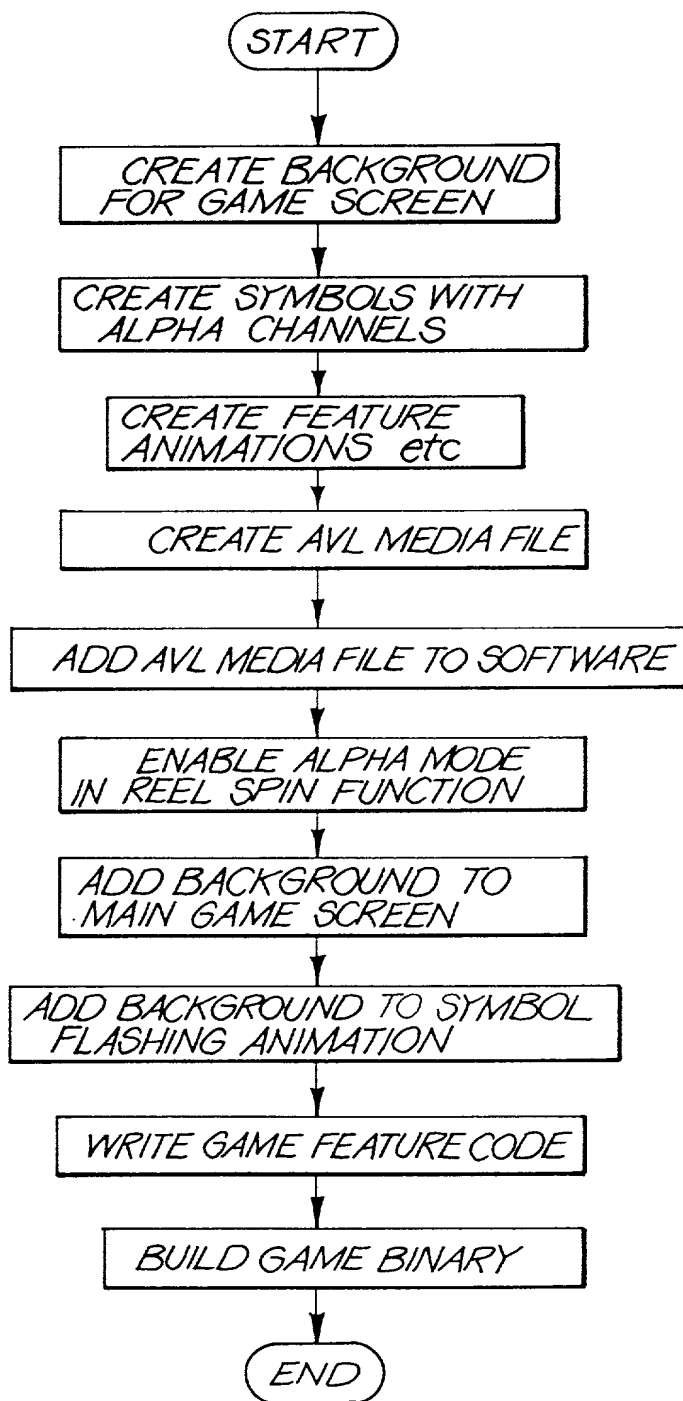 START
CREATE BACKGROUND
FOR GAME SCREEN
CREATE SYMBOLS WITH
ALPHA CHANNELS
CREATE FEATURE
ANIMATIONS etc
CREATE AVL MEDIA FILE
ADD AVL MEDIA FILE TO SOFTWARE
ENABLE ALPHA MODE
IN REEL SPIN FUNCTION
ADD BACKGROUND TO
MAIN GAME SCREEN
ADD BACKGROUND TO SYMBOL
FLASHING ANIMATION
WRITE GAME FEATURE CODE
BUILD GAME BINARY
END